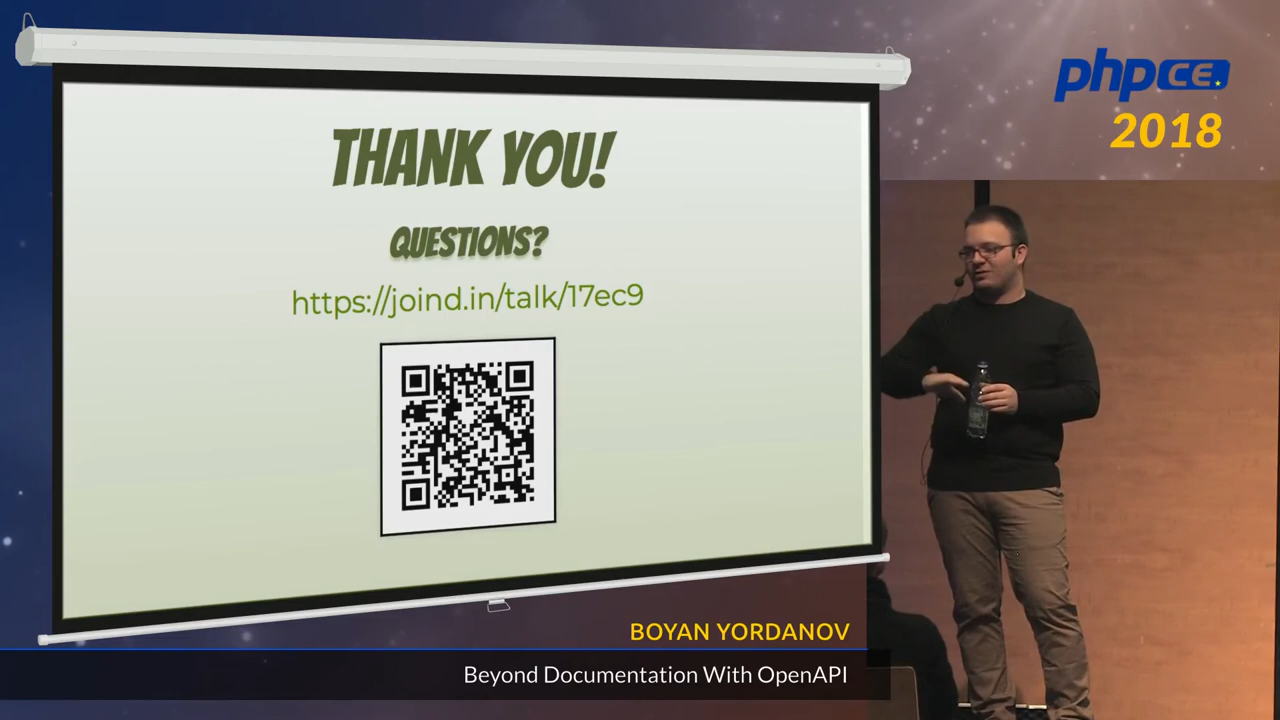 THANK YOU!
QUESTIONS?
https://joind.in/talk/17ec9
phpCE.
2018
BOYAN YORDANOV
Beyond Documentation With OpenAPI